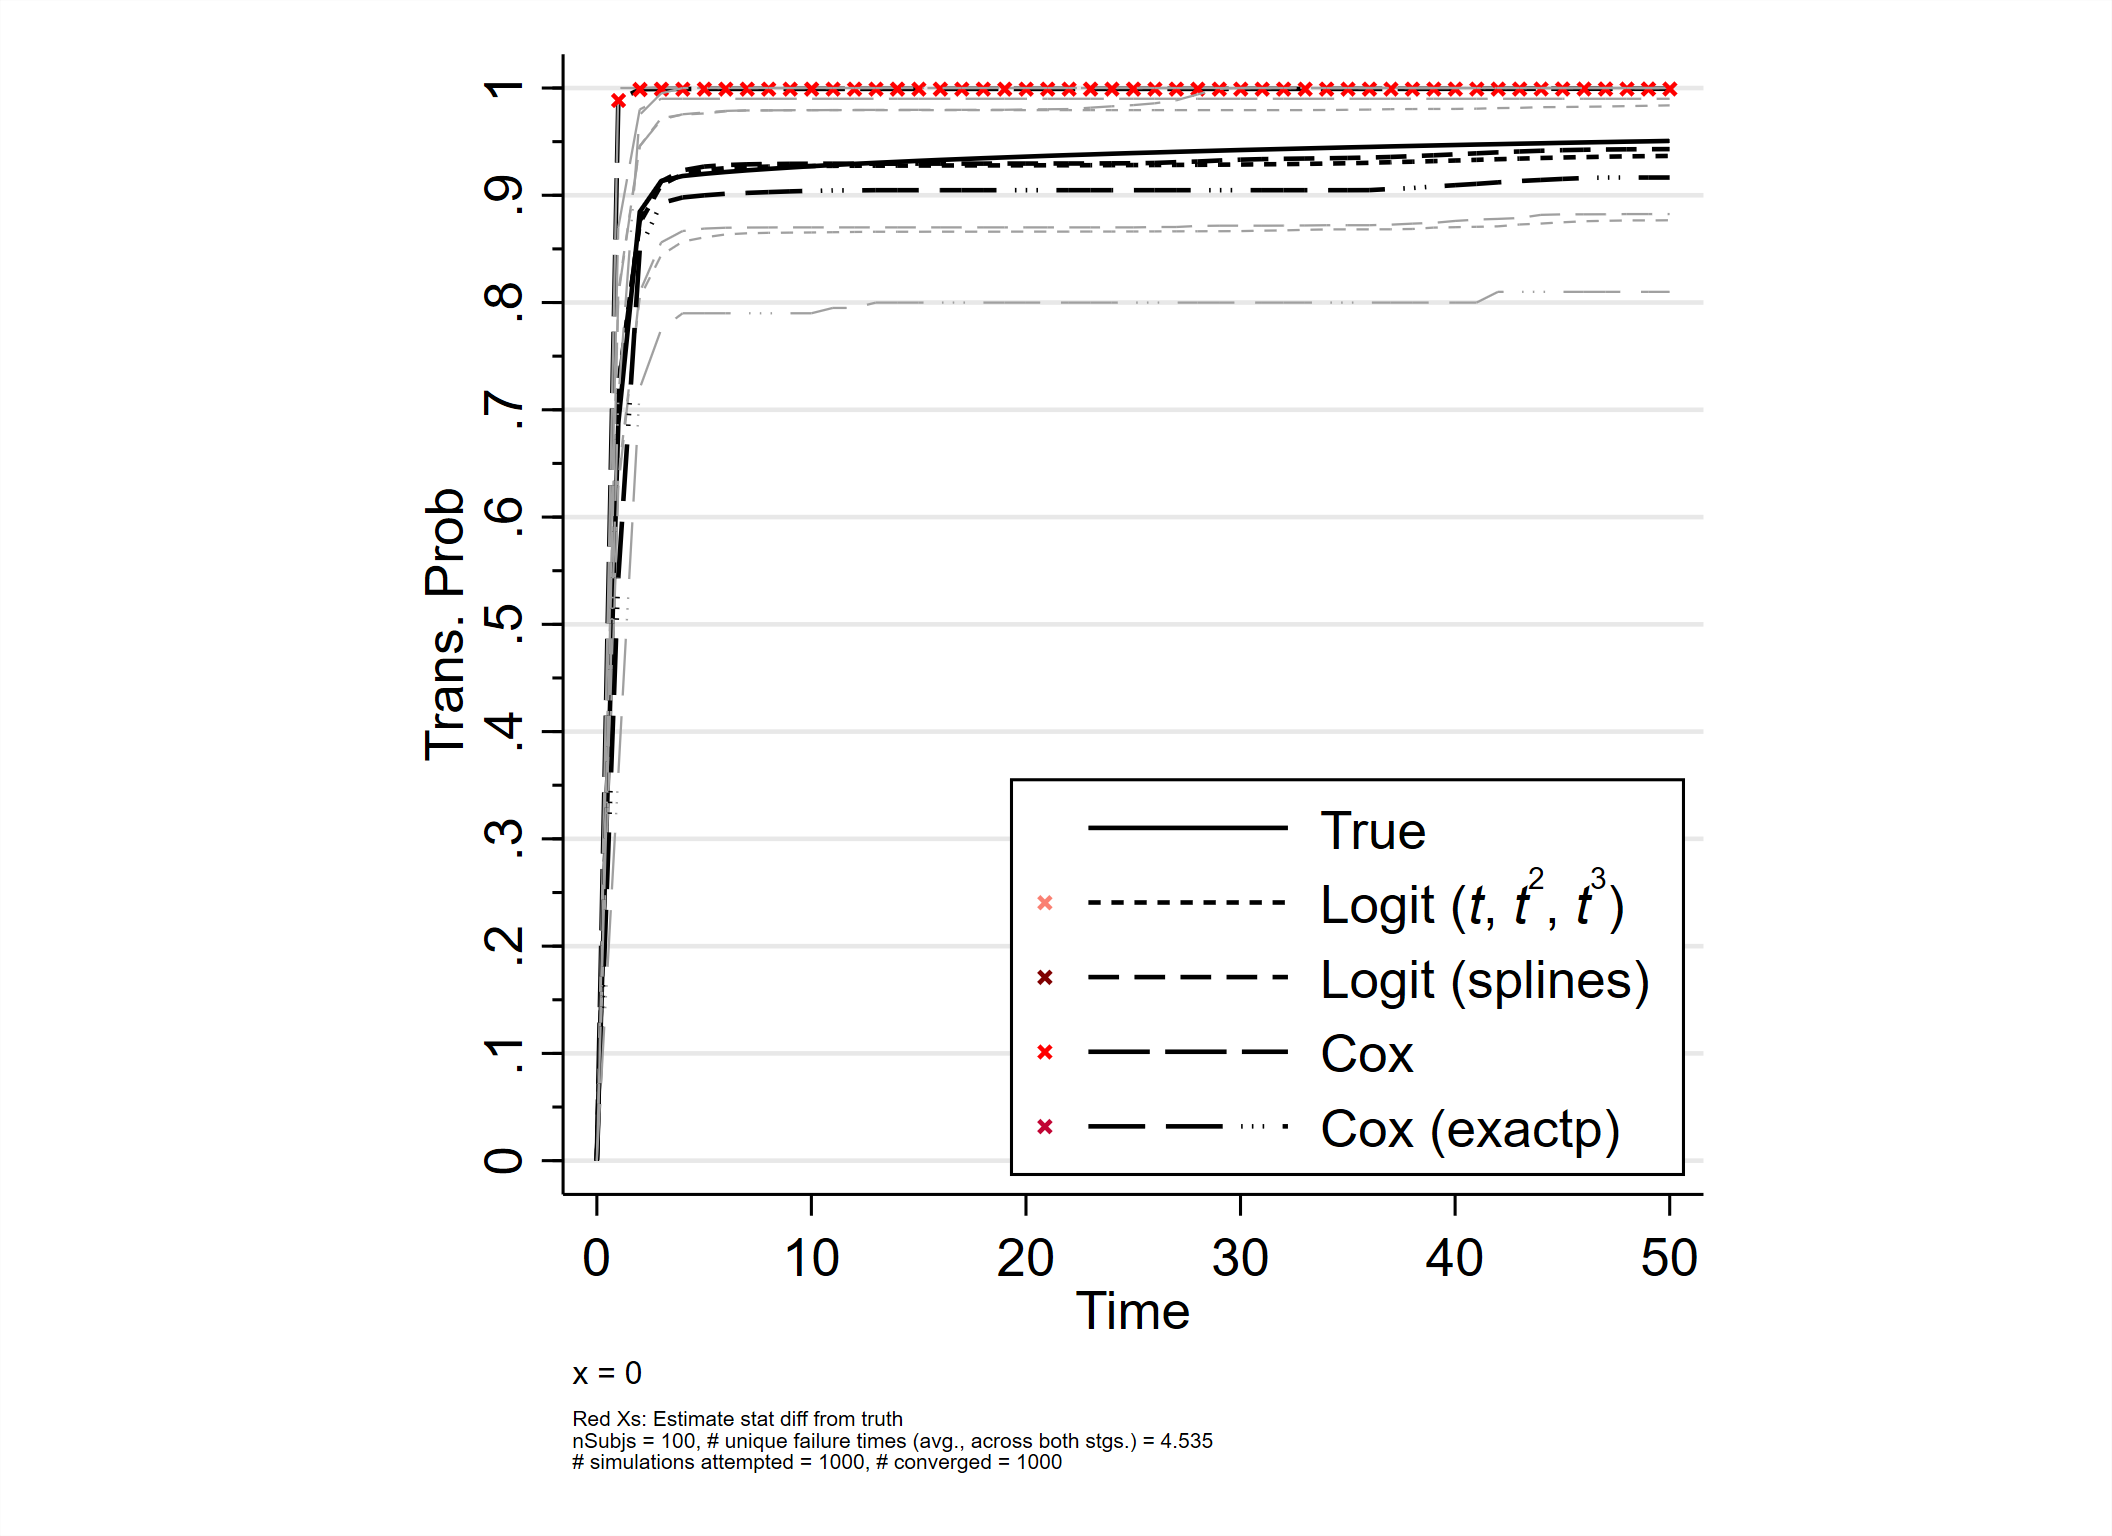 Trans. Prob
1
.9
.8
.7
.6
.5
.4
.3
.2
.1
0
True
Logit (t, t², t³)
Logit (splines)
Cox
Cox (exactp)
0 10 20 30 40 50
Time
x = 0
Red Xs: Estimate stat diff from truth
nSubjs = 100, # unique failure times (avg., across both stgs.) = 4.535
# simulations attempted = 1000, # converged = 1000